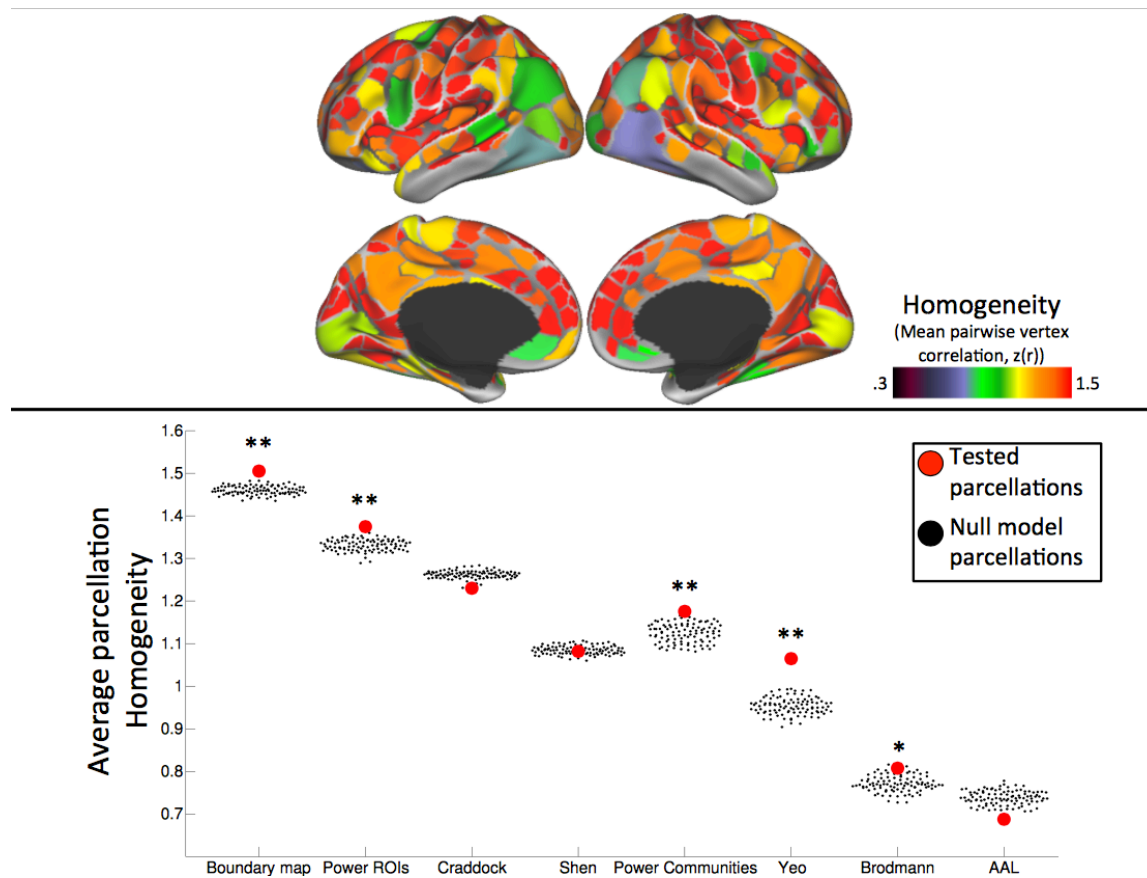 Homogeneity
(Mean pairwise vertex
correlation, z(r))
.3
1.5
Average parcellation
Homogeneity
1.6
1.5
1.4
1.3
1.2
1.1
1
0.9
0.8
0.7
**
**
**
**
*
Tested
parcellations
Null model
parcellations
Boundary map
Power ROIs
Craddock
Shen
Power Communities
Yeo
Brodmann
AAL